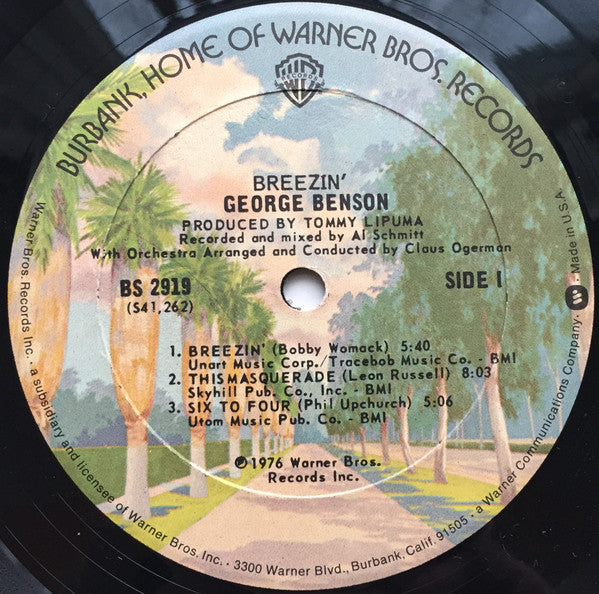 BURBANK, HOME OF WARNER BROS. RECORDS
RECORDS
BREEZIN'
GEORGE BENSON
PRODUCED BY TOMMY LIPUMA
Recorded and mixed by Al Schmitt
With Orchestra Arranged and Conducted by Claus Ogerman
BS 2919
(S41,262)
SIDE I
1. BREEZIN' (Bobby Womack) 5:40
Unart Music Corp./Tracebob Music Co. - BMI
2. THIS MASQUERADE (Leon Russell) 8:03
Skyhill Pub. Co., Inc. - BMI
3. SIX TO FOUR (Phil Upchurch) 5:06
Utom Music Pub. Co. - BMI
℗1976 Warner Bros.
Records Inc.
Warner Bros. Records Inc. · a subsidiary and licensee of Warner Bros. Inc. · 3300 Warner Blvd., Burbank, Calif. 91505 · a Warner Communications Company · Made in U.S.A.